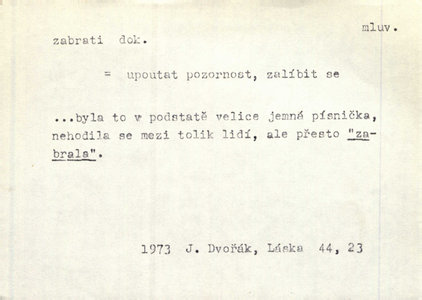 mluv.
zabrati dok.
= upoutat pozornost, zalíbit se
...byla to v podstatě velice jemná písnička,
nehodila se mezi tolik lidí, ale přesto "za-
brala".
1973 J. Dvořák, Láska 44, 23